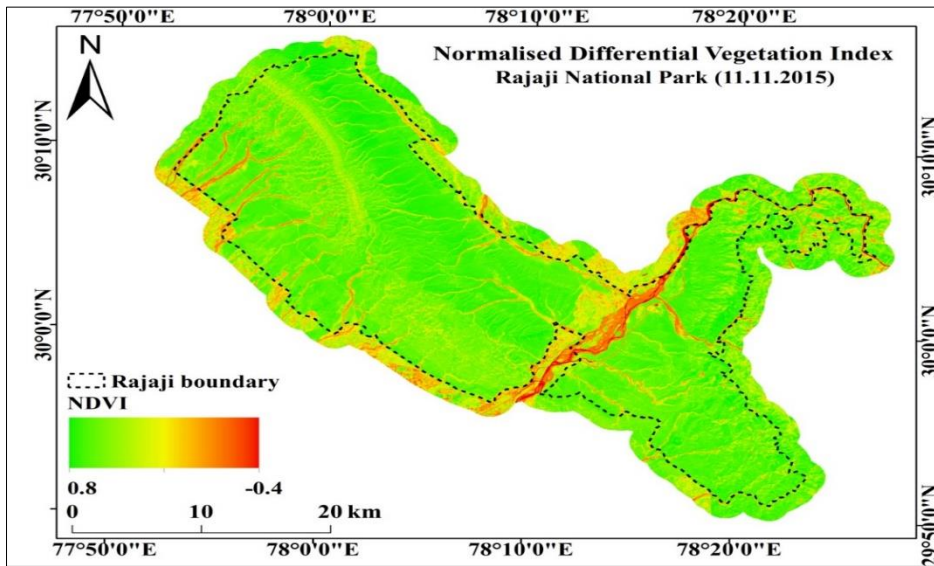 77°50'0"E 78°0'0"E 78°10'0"E 78°20'0"E
N
Normalised Differential Vegetation Index
Rajaji National Park (11.11.2015)
30°10'0"N 30°10'0"N
30°0'0"N 30°0'0"N
Rajaji boundary
NDVI
0.8 -0.4
0 10 20 km
29°50'0"N
77°50'0"E 78°0'0"E 78°10'0"E 78°20'0"E